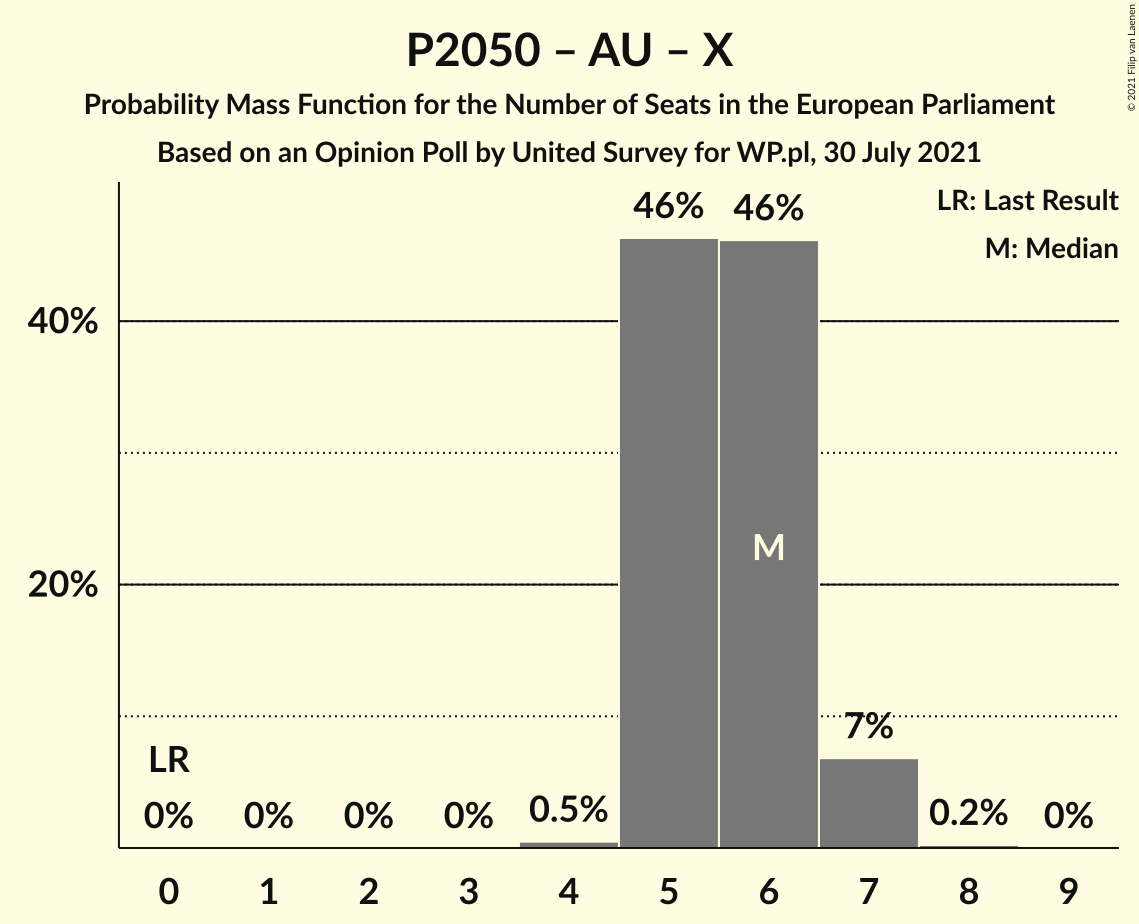 P2050 – AU – X
Probability Mass Function for the Number of Seats in the European Parliament
Based on an Opinion Poll by United Survey for WP.pl, 30 July 2021
© 2021 Filip van Laenen
LR: Last Result
M: Median
46%
46%
40%
M
20%
7%
LR
0%
0%
0%
0%
0.5%
0.2%
0%
0 1 2 3 4 5 6 7 8 9